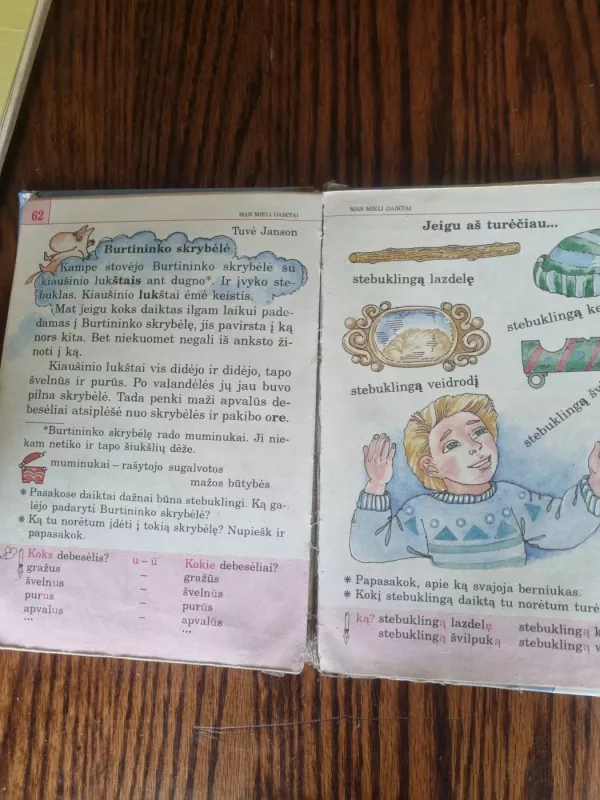 62
MAN MIELI DAIKTAI
Tuvė Janson
Burtininko skrybėlė
Kampe stovėjo Burtininko skrybėlė su
kiaušinio lukštais ant dugno*. Ir įvyko ste-
buklas. Kiaušinio lukštai ėmė keistis.
Mat jeigu koks daiktas ilgam laikui pade-
damas į Burtininko skrybėlę, jis pavirsta į ką
nors kita. Bet niekuomet negali iš anksto ži-
noti į ką.
Kiaušinio lukštai vis didėjo ir didėjo, tapo
švelnūs ir purūs. Po valandėlės jų jau buvo
pilna skrybėlė. Tada penki maži apvalūs de-
besėliai atsiplėšė nuo skrybėlės ir pakibo ore.
*Burtininko skrybėlę rado muminukai. Ji nie-
kam netiko ir tapo šiukšlių dėže.
muminukai – rašytojo sugalvotos
mažos būtybės
* Pasakose daiktai dažnai būna stebuklingi. Ką ga-
lėjo padaryti Burtininko skrybėlė?
* Ką tu norėtum įdėti į tokią skrybėlę? Nupiešk ir
papasakok.
Koks debesėlis? u – ū Kokie debesėliai?
gražus – gražūs
švelnus – švelnūs
purus – purūs
apvalus – apvalūs
... ...
MAN MIELI DAIKTAI
Jeigu aš turėčiau...
stebuklingą lazdelę
stebuklingą
stebuklingą veidrodį
stebuklingą
* Papasakok, apie ką svajoja berniukas.
* Kokį stebuklingą daiktą tu norėtum
ką? stebuklingą lazdelę stebuklingą
stebuklingą švilpuką stebuklingą